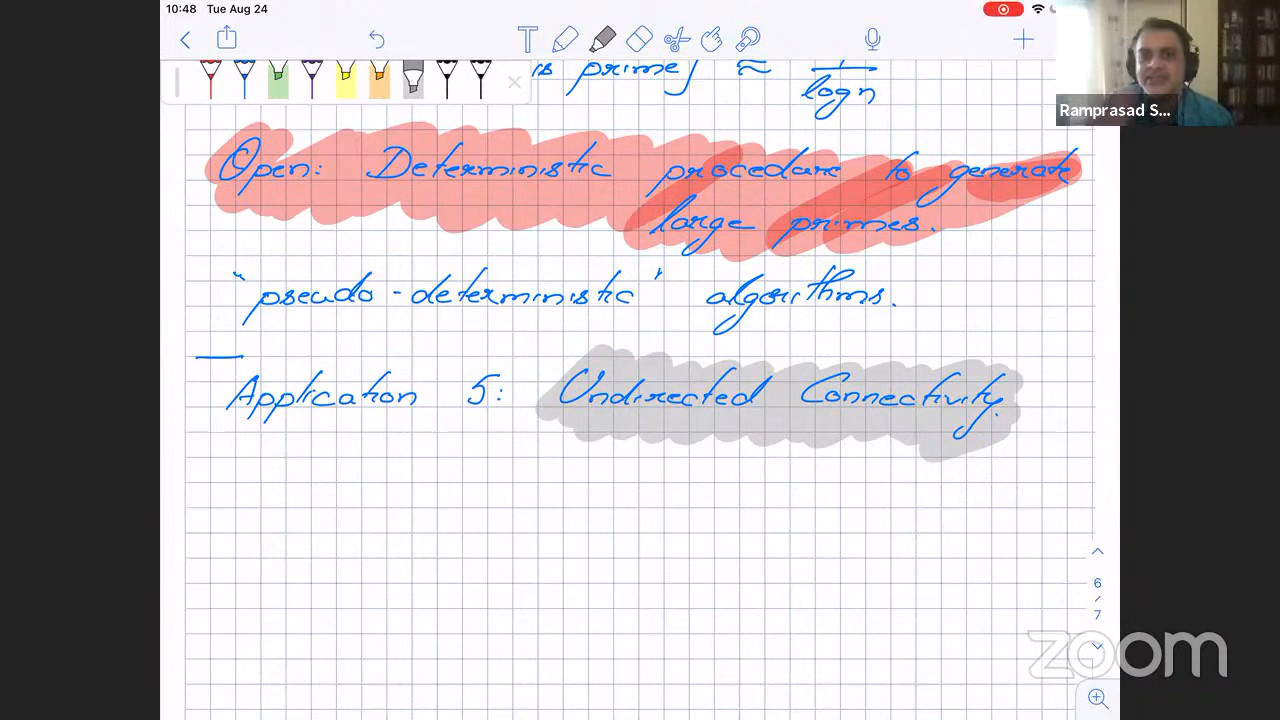 10:48 Tue Aug 24
is prime] ≈ 1/log n
Ramprasad S...
Open: Deterministic procedure to generate
large primes.
"pseudo-deterministic" algorithms.
Application 5: Undirected Connectivity.
6
/
7
zoom